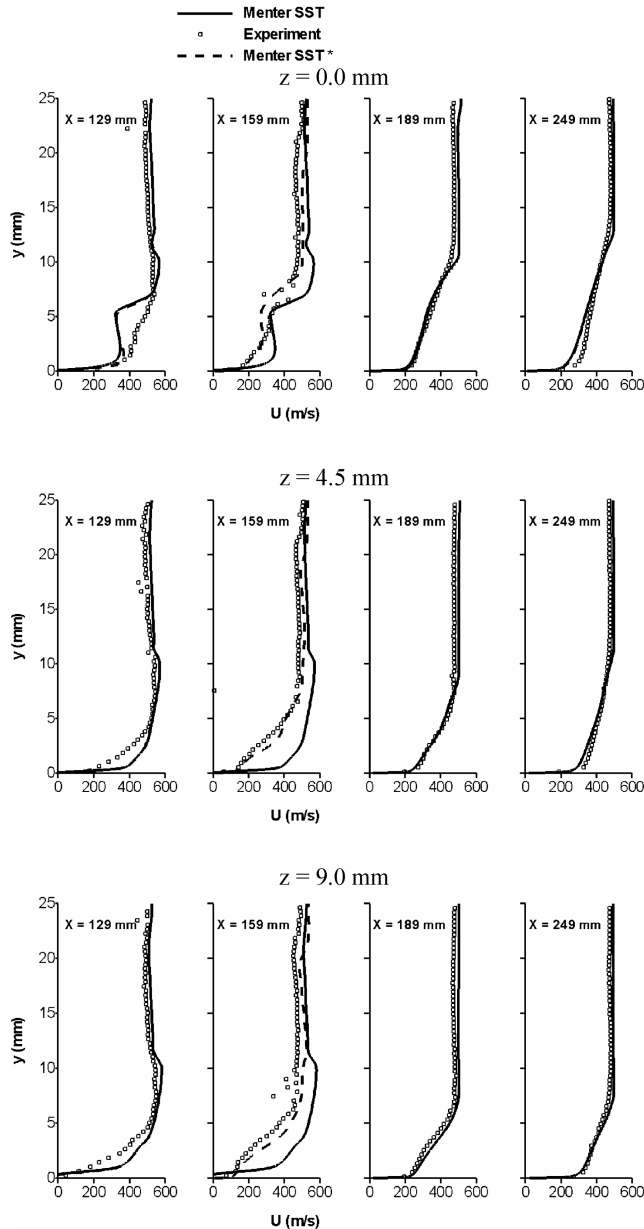 Menter SST
Experiment
Menter SST *
z = 0.0 mm
X = 129 mm
X = 159 mm
X = 189 mm
X = 249 mm
y (mm)
25
20
15
10
5
0
0 200 400 600
0 200 400 600
0 200 400 600
0 200 400 600
U (m/s)
U (m/s)
z = 4.5 mm
X = 129 mm
X = 159 mm
X = 189 mm
X = 249 mm
y (mm)
25
20
15
10
5
0
0 200 400 600
0 200 400 600
0 200 400 600
0 200 400 600
U (m/s)
U (m/s)
z = 9.0 mm
X = 129 mm
X = 159 mm
X = 189 mm
X = 249 mm
y (mm)
25
20
15
10
5
0
0 200 400 600
0 200 400 600
0 200 400 600
0 200 400 600
U (m/s)
U (m/s)